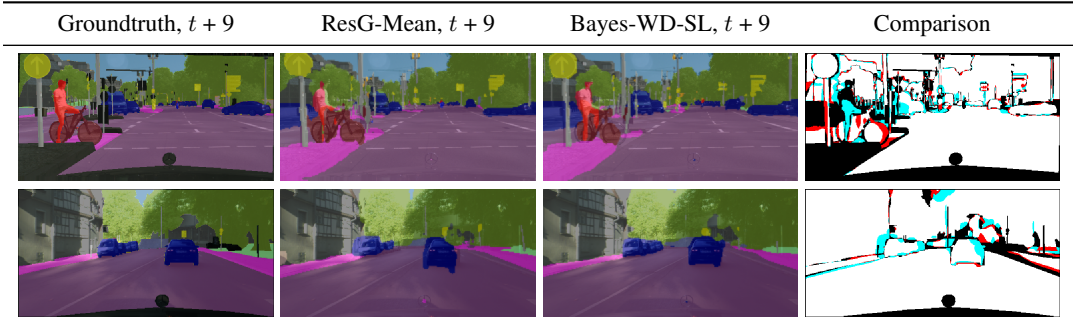 Groundtruth, t + 9 ResG-Mean, t + 9 Bayes-WD-SL, t + 9 Comparison